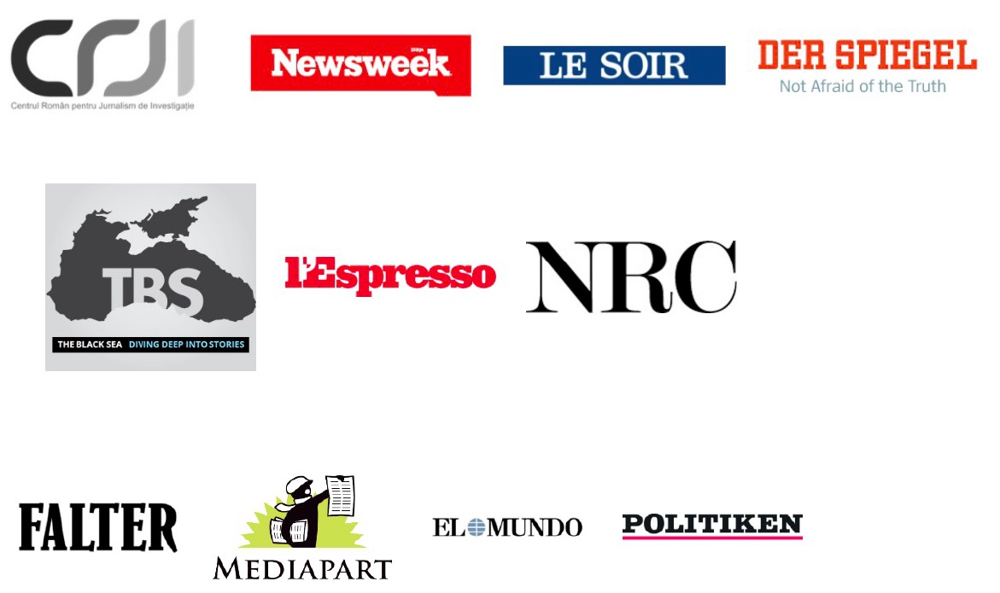 CRJI
Centrul Român pentru Jurnalism de Investigație
SRBIJA
Newsweek
LE SOIR
DER SPIEGEL
Not Afraid of the Truth
TBS
THE BLACK SEA DIVING DEEP INTO STORIES
l'Espresso
NRC
FALTER
MEDIAPART
EL MUNDO
POLITIKEN